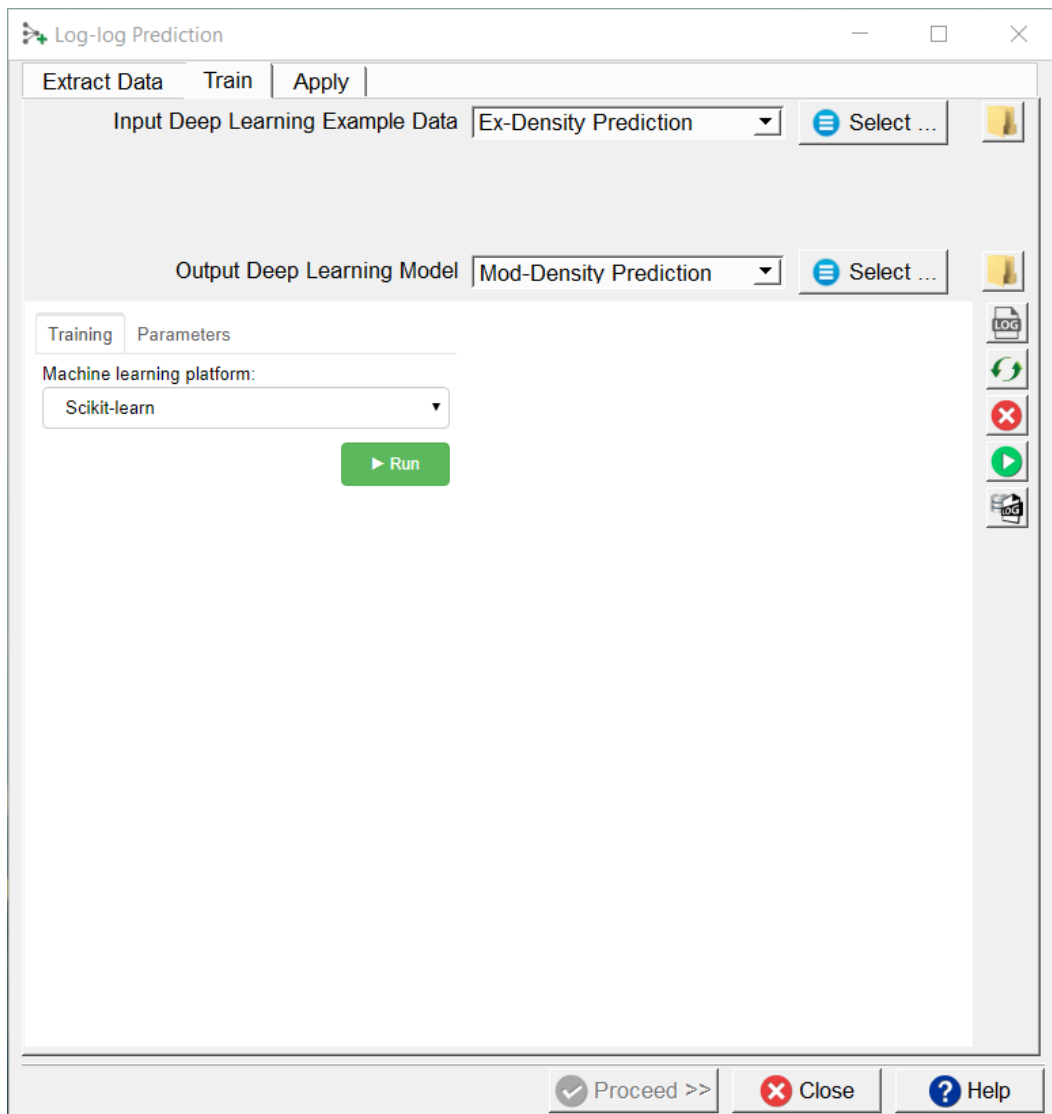 Log-log Prediction
Extract Data Train Apply
Input Deep Learning Example Data Ex-Density Prediction Select ...
Output Deep Learning Model Mod-Density Prediction Select ...
LOG
Training Parameters
Machine learning platform:
Scikit-learn
Run
LOG
Proceed >> Close Help